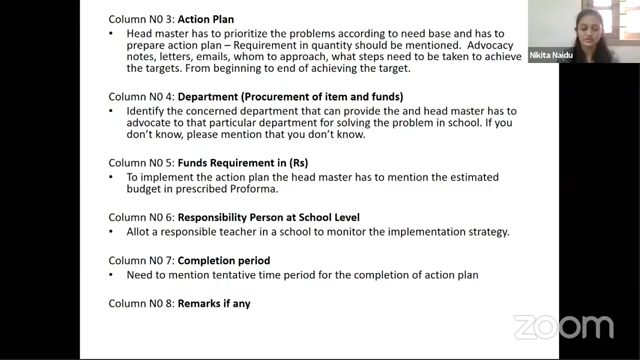 Column N0 3: Action Plan
• Head master has to prioritize the problems according to need base and has to
prepare action plan – Requirement in quantity should be mentioned. Advocacy
notes, letters, emails, whom to approach, what steps need to be taken to achieve
the targets. From beginning to end of achieving the target.
Column N0 4: Department (Procurement of item and funds)
• Identify the concerned department that can provide the and head master has to
advocate to that particular department for solving the problem in school. If you
don't know, please mention that you don't know.
Column N0 5: Funds Requirement in (Rs)
• To implement the action plan the head master has to mention the estimated
budget in prescribed Proforma.
Column N0 6: Responsibility Person at School Level
• Allot a responsible teacher in a school to monitor the implementation strategy.
Column N0 7: Completion period
• Need to mention tentative time period for the completion of action plan
Column N0 8: Remarks if any
Nikita Naidu
zoom